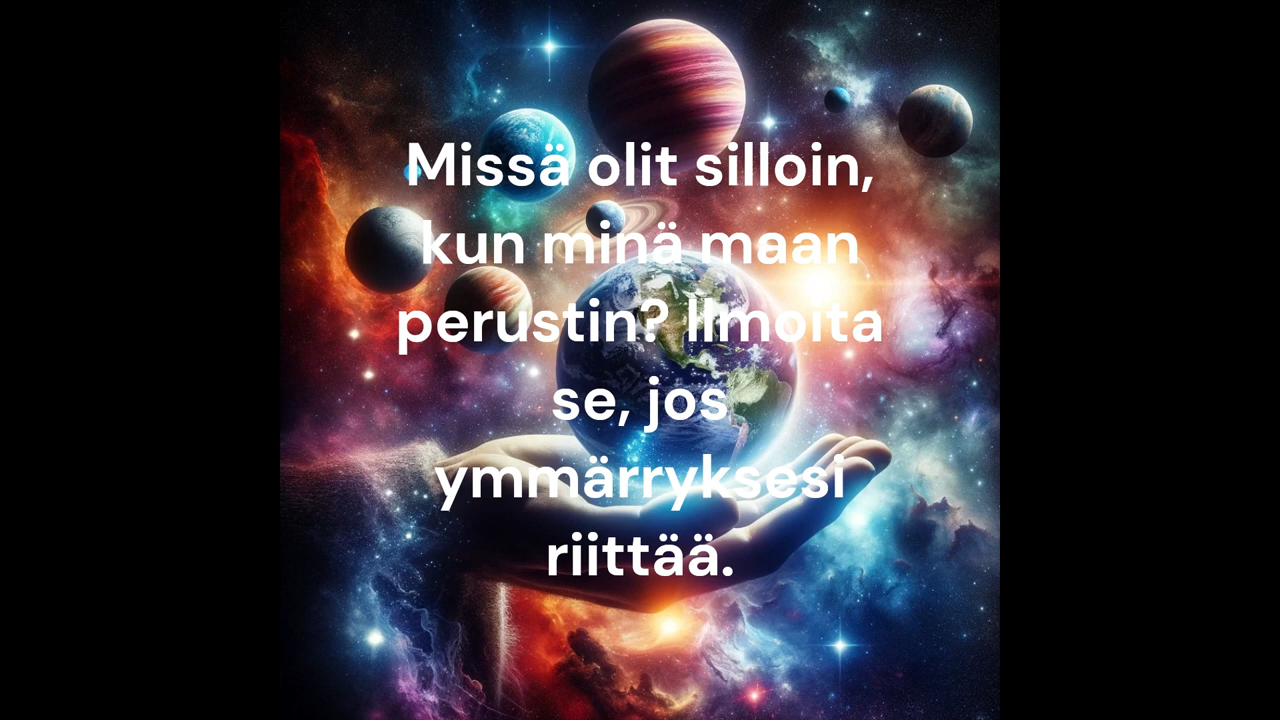 Missä olit silloin,
kun minä maan
perustin? Ilmoita
se, jos
ymmärryksesi
riittää.